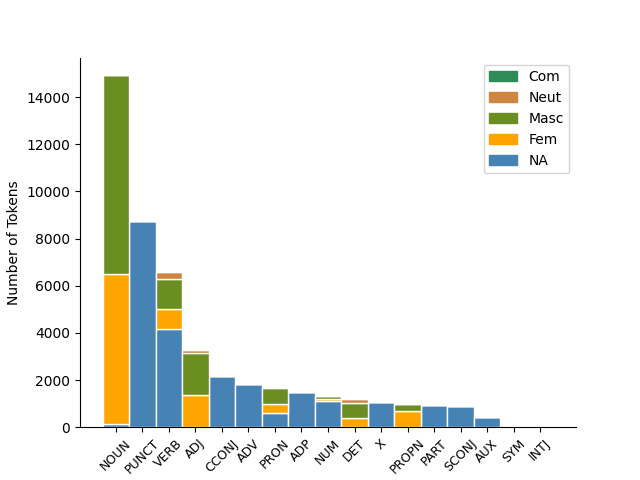 Com
Neut
Masc
Fem
NA
Number of Tokens
14000
12000
10000
8000
6000
4000
2000
0
NOUN
PUNCT
VERB
ADJ
CCONJ
ADV
PRON
ADP
NUM
DET
X
PROPN
PART
SCONJ
AUX
SYM
INTJ